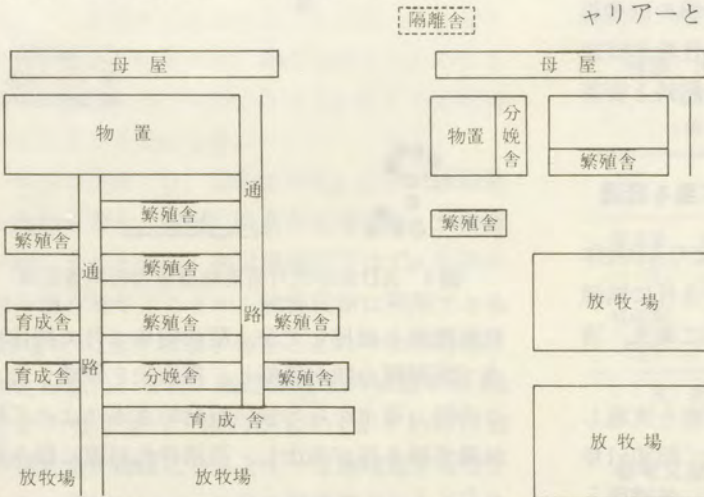 隔離舎
ャリアーと
母屋
物置
通路
繁殖舎
繁殖舎
通路
繁殖舎
育成舎
繁殖舎
繁殖舎
育成舎
分娩舎
繁殖舎
育成舎
放牧場
放牧場
母屋
物置
分娩舎
繁殖舎
繁殖舎
放牧場
放牧場